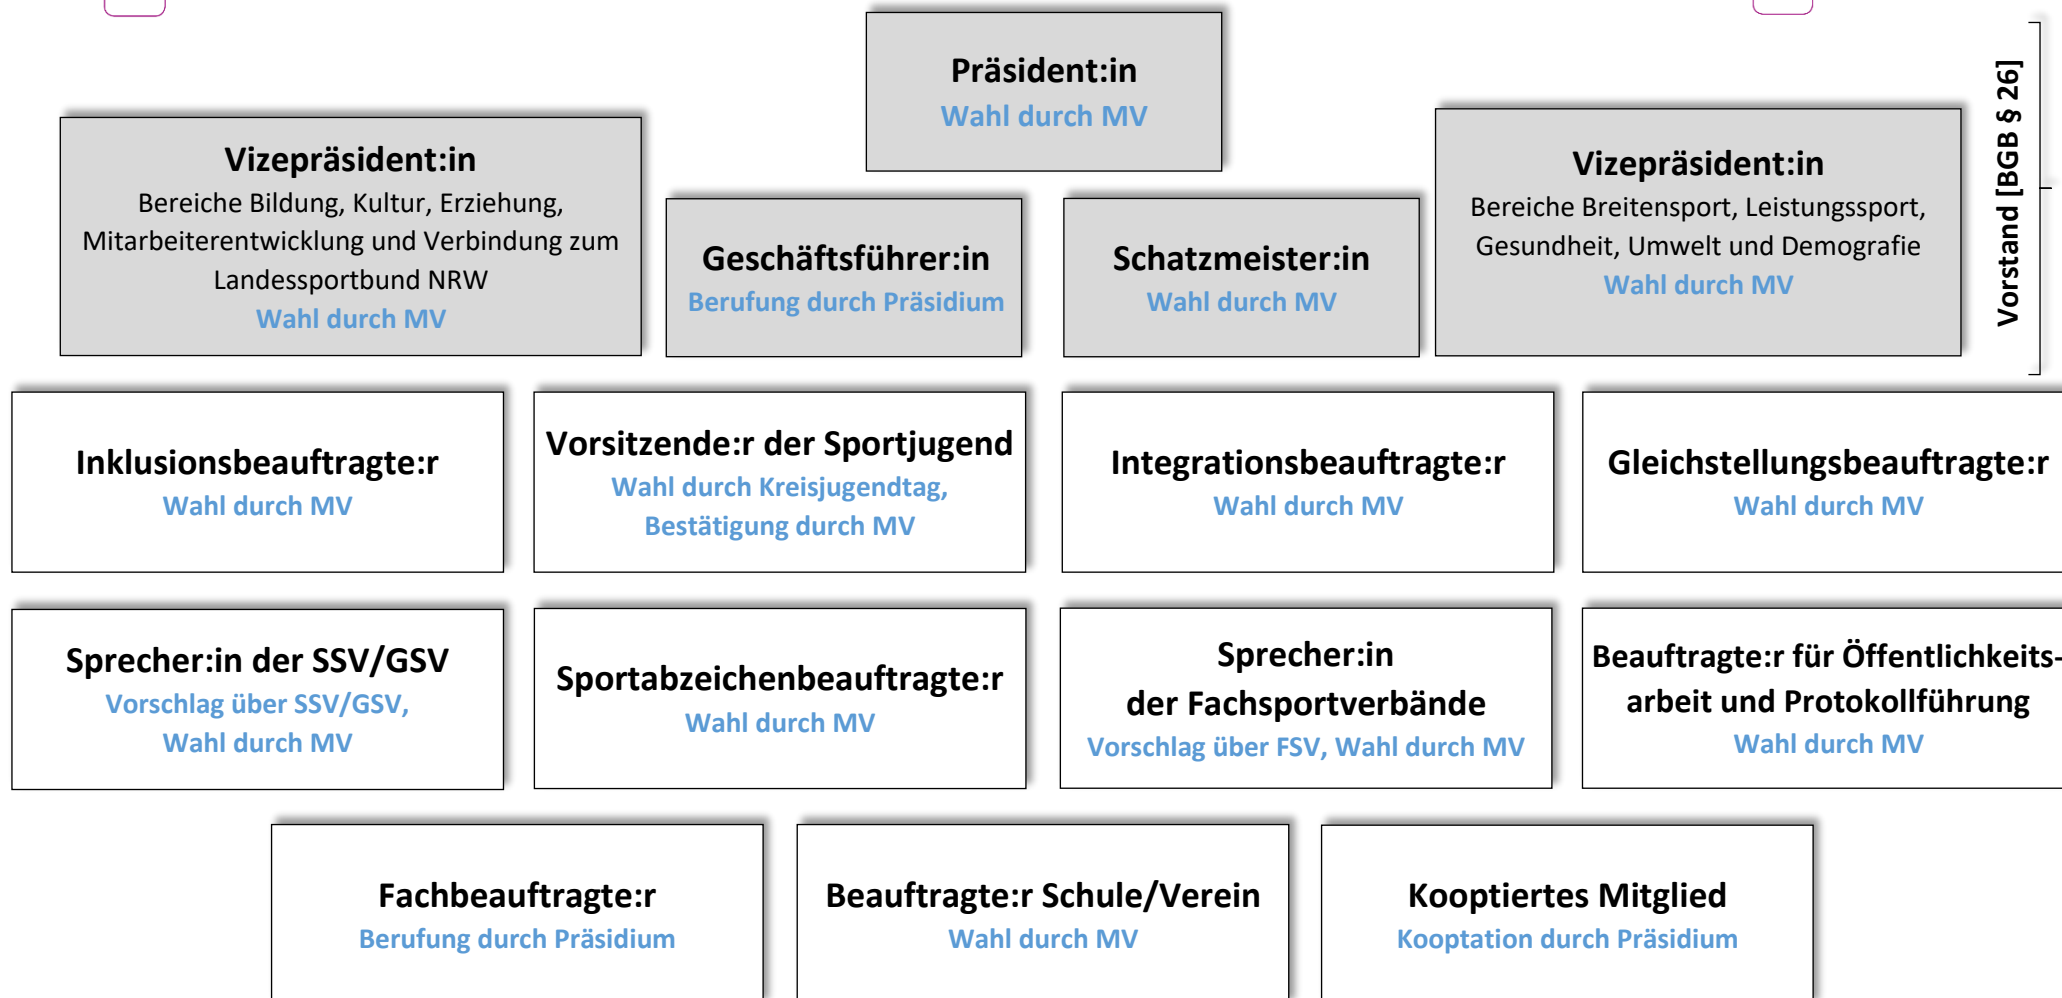 Präsident:in
Wahl durch MV
Vizepräsident:in
Bereiche Bildung, Kultur, Erziehung,
Mitarbeiterentwicklung und Verbindung zum
Landessportbund NRW
Wahl durch MV
Geschäftsführer:in
Berufung durch Präsidium
Schatzmeister:in
Wahl durch MV
Vizepräsident:in
Bereiche Breitensport, Leistungssport,
Gesundheit, Umwelt und Demografie
Wahl durch MV
Vorstand [BGB § 26]
Inklusionsbeauftragte:r
Wahl durch MV
Vorsitzende:r der Sportjugend
Wahl durch Kreisjugendtag,
Bestätigung durch MV
Integrationsbeauftragte:r
Wahl durch MV
Gleichstellungsbeauftragte:r
Wahl durch MV
Sprecher:in der SSV/GSV
Vorschlag über SSV/GSV,
Wahl durch MV
Sportabzeichenbeauftragte:r
Wahl durch MV
Sprecher:in
der Fachsportverbände
Vorschlag über FSV, Wahl durch MV
Beauftragte:r für Öffentlichkeits-
arbeit und Protokollführung
Wahl durch MV
Fachbeauftragte:r
Berufung durch Präsidium
Beauftragte:r Schule/Verein
Wahl durch MV
Kooptiertes Mitglied
Kooptation durch Präsidium